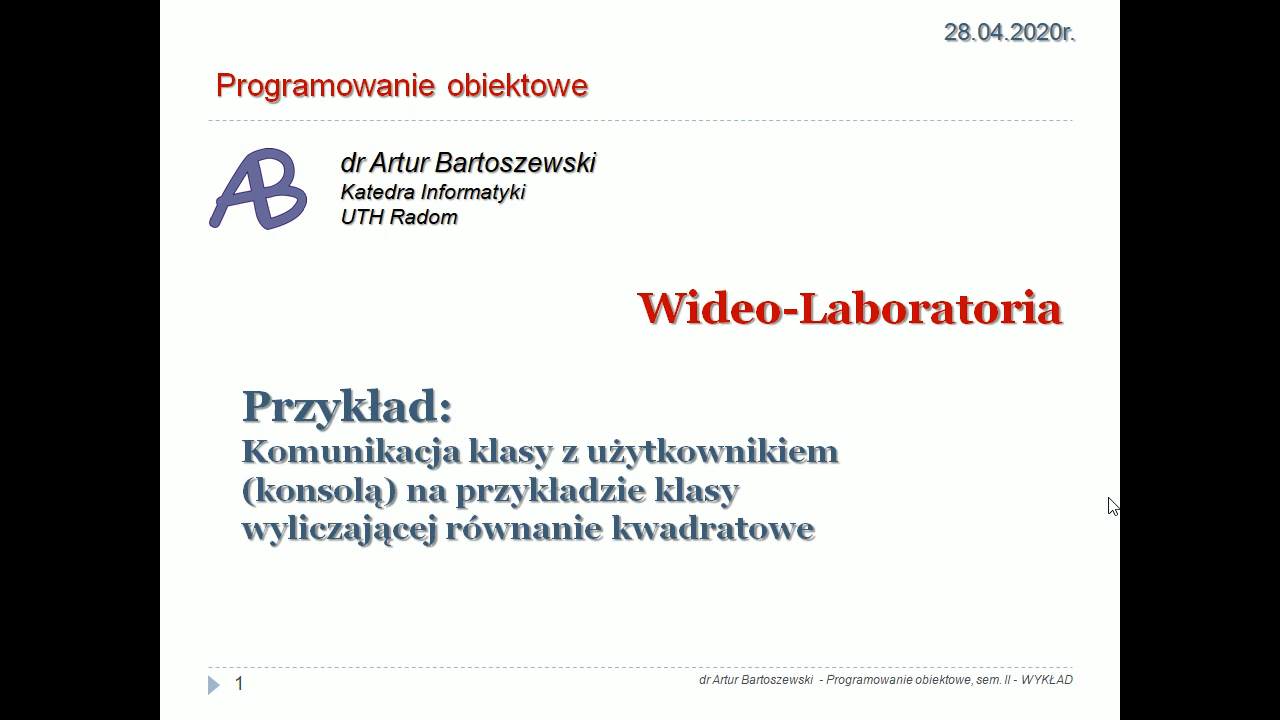 28.04.2020r.
Programowanie obiektowe
AB
dr Artur Bartoszewski
Katedra Informatyki
UTH Radom
Wideo-Laboratoria
Przykład:
Komunikacja klasy z użytkownikiem
(konsolą) na przykładzie klasy
wyliczającej równanie kwadratowe
1
dr Artur Bartoszewski - Programowanie obiektowe, sem. II - WYKŁAD